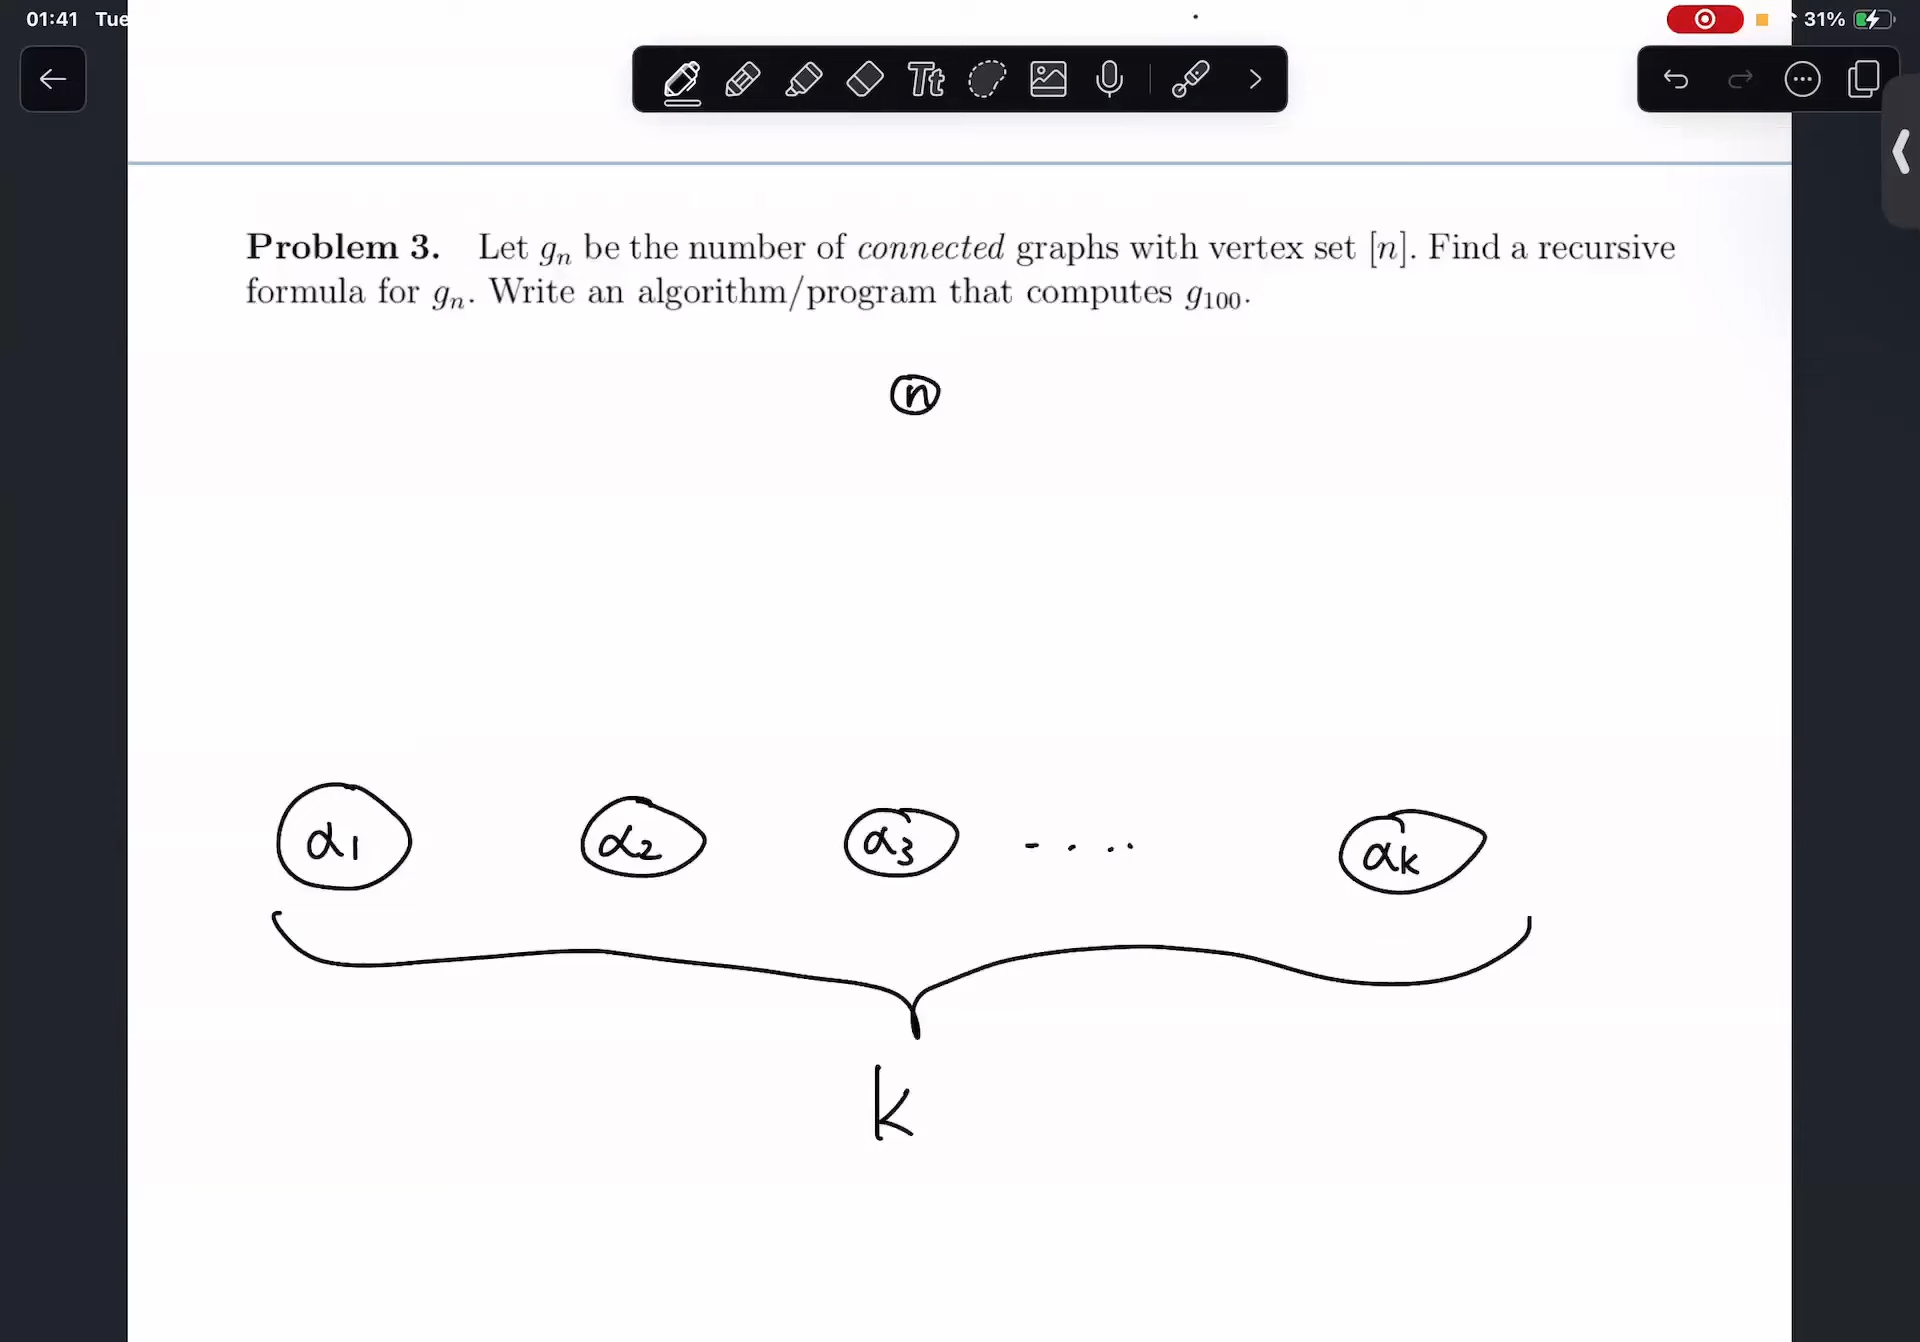 01:41 Tue
31%
Tt
Problem 3. Let gₙ be the number of connected graphs with vertex set [n]. Find a recursive
formula for gₙ. Write an algorithm/program that computes g₁₀₀.
n
α₁ α₂ α₃ - . . . αₖ
k